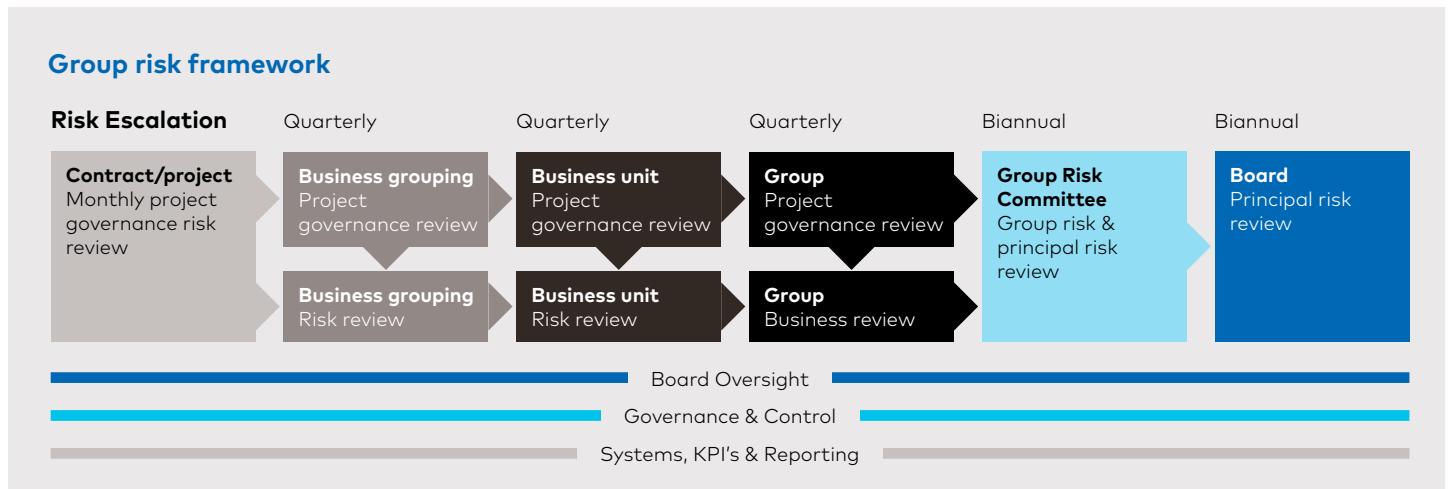 Group risk framework
Risk Escalation
Quarterly
Quarterly
Quarterly
Biannual
Biannual
Contract/project
Monthly project
governance risk
review
Business grouping
Project
governance review
Business unit
Project
governance review
Group
Project
governance review
Group Risk
Committee
Group risk &
principal risk
review
Board
Principal risk
review
Business grouping
Risk review
Business unit
Risk review
Group
Business review
Board Oversight
Governance & Control
Systems, KPI's & Reporting